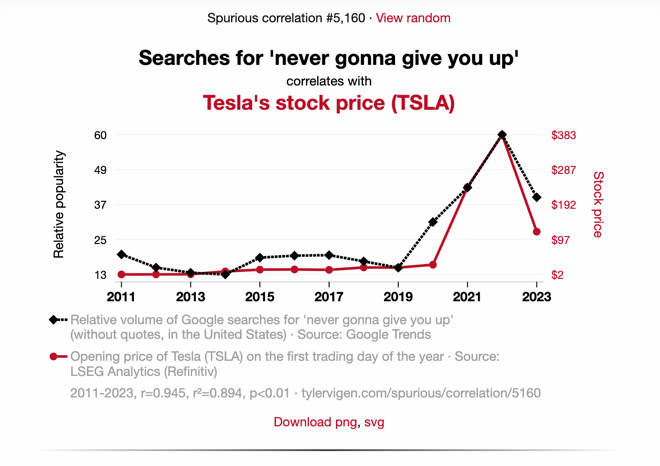 Spurious correlation #5,160 · View random
Searches for 'never gonna give you up'
correlates with
Tesla's stock price (TSLA)
Relative popularity
60
49
37
25
13
$383
$287
$192
$97
$2
Stock price
2011
2013
2015
2017
2019
2021
2023
Relative volume of Google searches for 'never gonna give you up'
(without quotes, in the United States) · Source: Google Trends
Opening price of Tesla (TSLA) on the first trading day of the year · Source:
LSEG Analytics (Refinitiv)
2011-2023, r=0.945, r²=0.894, p<0.01 · tylervigen.com/spurious/correlation/5160
Download png, svg